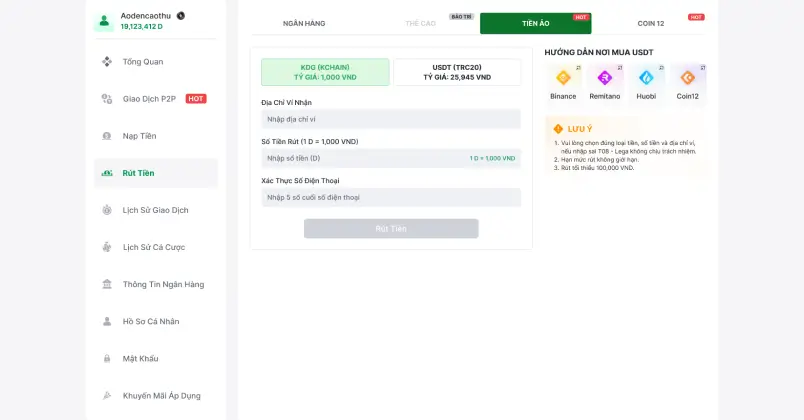 Aodencaothu
19,123,412 D
Tổng Quan
Giao Dịch P2P HOT
Nạp Tiền
Rút Tiền
Lịch Sử Giao Dịch
Lịch Sử Cá Cược
Thông Tin Ngân Hàng
Hồ Sơ Cá Nhân
Mật Khẩu
Khuyến Mãi Áp Dụng
NGÂN HÀNG
THẺ CÀO BẢO TRÌ
TIỀN ẢO HOT
COIN 12 HOT
KDG (KCHAIN)
TỶ GIÁ: 1,000 VND
USDT (TRC20)
TỶ GIÁ: 25,945 VND
Địa Chỉ Ví Nhận
Nhập địa chỉ ví
Số Tiền Rút (1 D = 1,000 VND)
Nhập số tiền (D) 1 D = 1,000 VND
Xác Thực Số Điện Thoại
Nhập 5 số cuối số điện thoại
Rút Tiền
HƯỚNG DẪN NƠI MUA USDT
Binance Remitano Huobi Coin12
LƯU Ý
1. Vui lòng chọn đúng loại tiền, số tiền và địa chỉ ví,
nếu nhập sai T08 - Lega không chịu trách nhiệm.
2. Hạn mức rút không giới hạn.
3. Rút tối thiểu 100,000 VND.